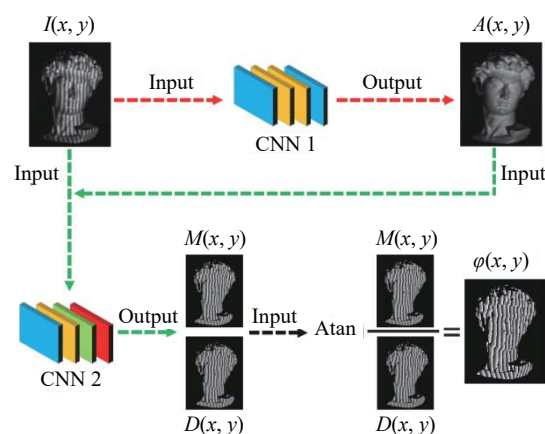 I(x, y)
A(x, y)
Input
Output
CNN 1
Input
Input
M(x, y)
M(x, y)
φ(x, y)
Output
Input
Atan
=
CNN 2
D(x, y)
D(x, y)